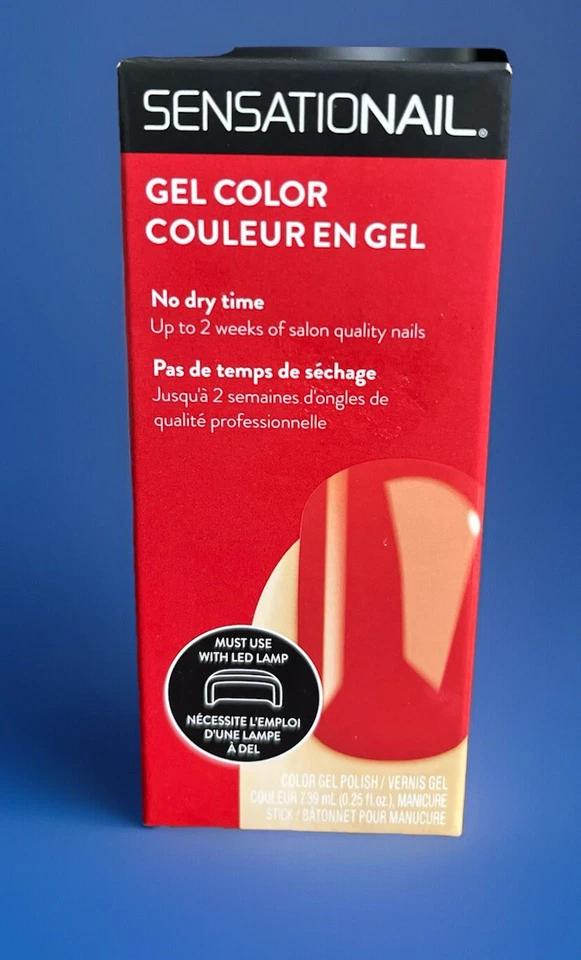 SENSATIONAIL®
GEL COLOR
COULEUR EN GEL
No dry time
Up to 2 weeks of salon quality nails
Pas de temps de séchage
Jusqu'à 2 semaines d'ongles de
qualité professionnelle
MUST USE
WITH LED LAMP
NÉCESSITE L'EMPLOI
D'UNE LAMPE
À DEL
COLOR GEL POLISH / VERNIS GEL
COULEUR 7.39 mL (0.25 fl.oz.), MANICURE
STICK / BÂTONNET POUR MANUCURE